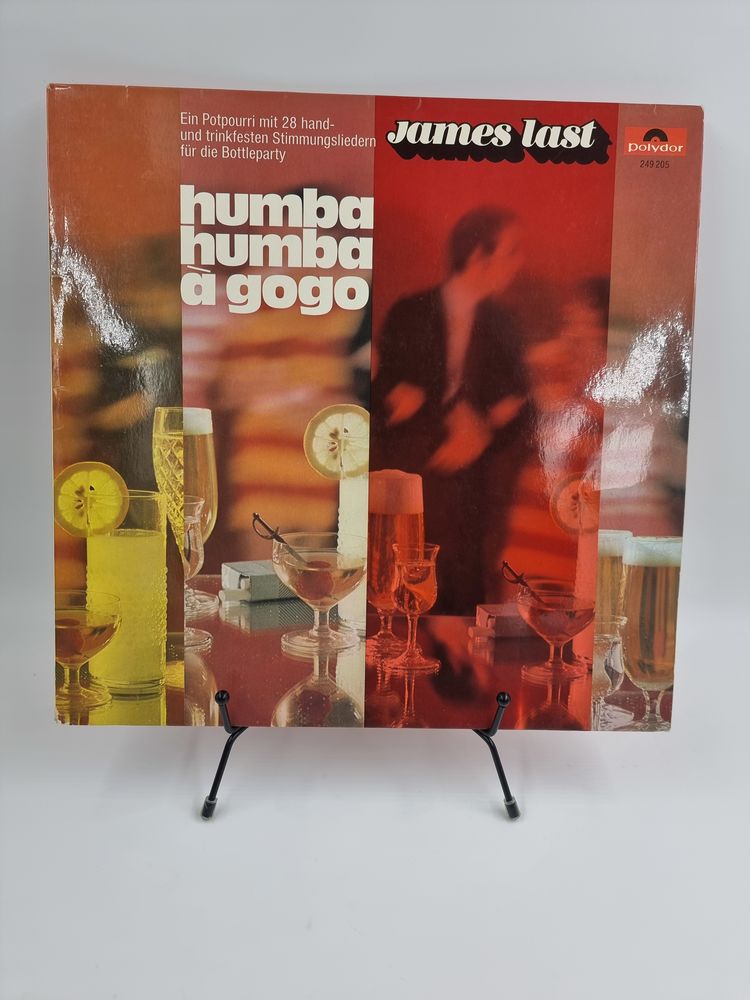 Ein Potpourri mit 28 hand-
und trinkfesten Stimmungsliedern
für die Bottleparty
james last
polydor
249 205
humba
humba
à gogo